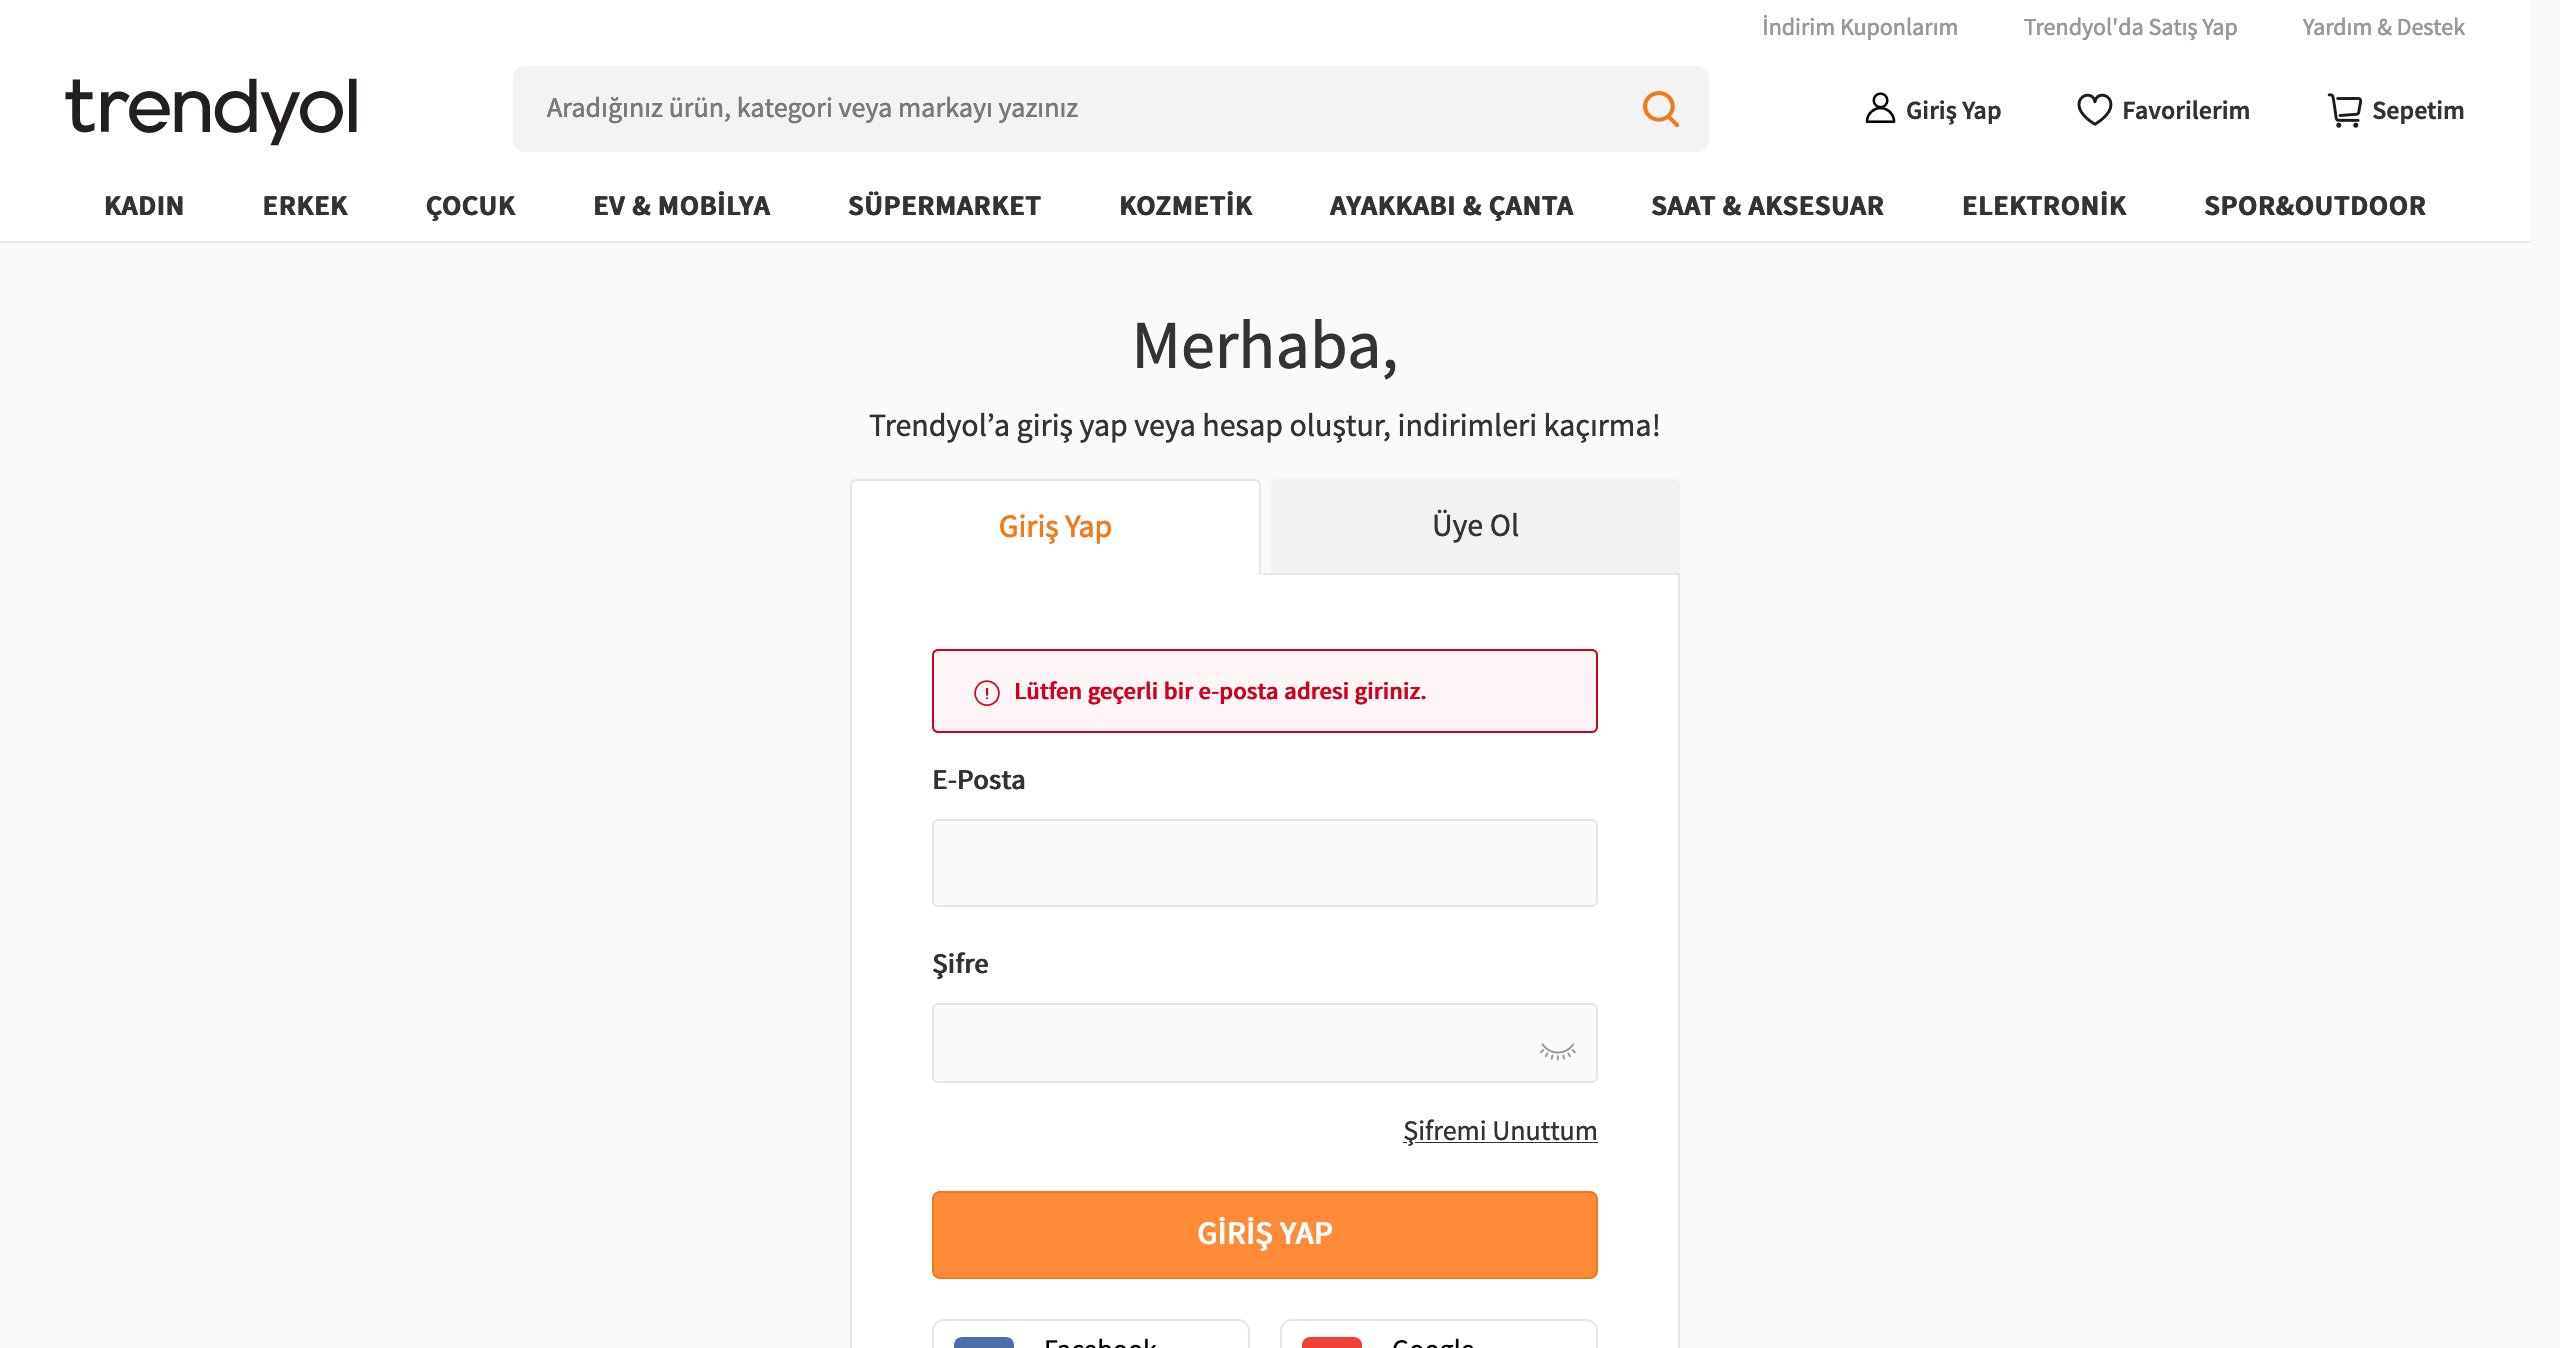 İndirim Kuponlarım Trendyol'da Satış Yap Yardım & Destek
trendyol
Aradığınız ürün, kategori veya markayı yazınız
Giriş Yap Favorilerim Sepetim
KADIN ERKEK ÇOCUK EV & MOBİLYA SÜPERMARKET KOZMETİK AYAKKABI & ÇANTA SAAT & AKSESUAR ELEKTRONİK SPOR&OUTDOOR
Merhaba,
Trendyol’a giriş yap veya hesap oluştur, indirimleri kaçırma!
Giriş Yap Üye Ol
Lütfen geçerli bir e-posta adresi giriniz.
E-Posta
Şifre
Şifremi Unuttum
GİRİŞ YAP
Facebook Google